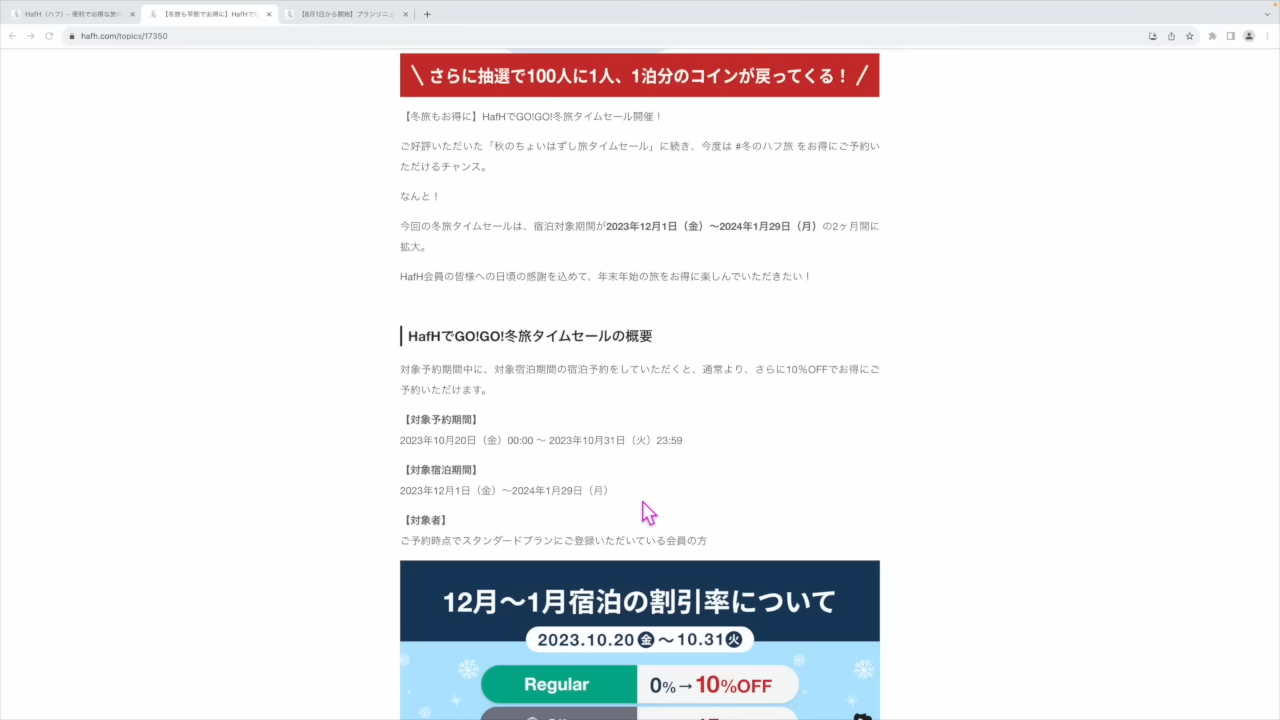 HafH（ハフ）- 便利でお得な旅の
【冬旅も早割でお得に】HafHでG
【8月1日から開始】プランリニュ
hafh.com/topics/17350
さらに抽選で100人に1人、1泊分のコインが戻ってくる！
【冬旅もお得に】HafHでGO!GO!冬旅タイムセール開催！
ご好評いただいた「秋のちょいはずし旅タイムセール」に続き、今度は #冬のハフ旅 をお得にご予約い
ただけるチャンス。
なんと！
今回の冬旅タイムセールは、宿泊対象期間が2023年12月1日（金）〜2024年1月29日（月）の2ヶ月間に
拡大。
HafH会員の皆様への日頃の感謝を込めて、年末年始の旅をお得に楽しんでいただきたい！
HafHでGO!GO!冬旅タイムセールの概要
対象予約期間中に、対象宿泊期間の宿泊予約をしていただくと、通常より、さらに10％OFFでお得にご
予約いただけます。
【対象予約期間】
2023年10月20日（金）00:00 〜 2023年10月31日（火）23:59
【対象宿泊期間】
2023年12月1日（金）〜2024年1月29日（月）
【対象者】
ご予約時点でスタンダードプランにご登録いただいている会員の方
12月〜1月宿泊の割引率について
2023.10.20金〜10.31火
Regular 0%→10%OFF